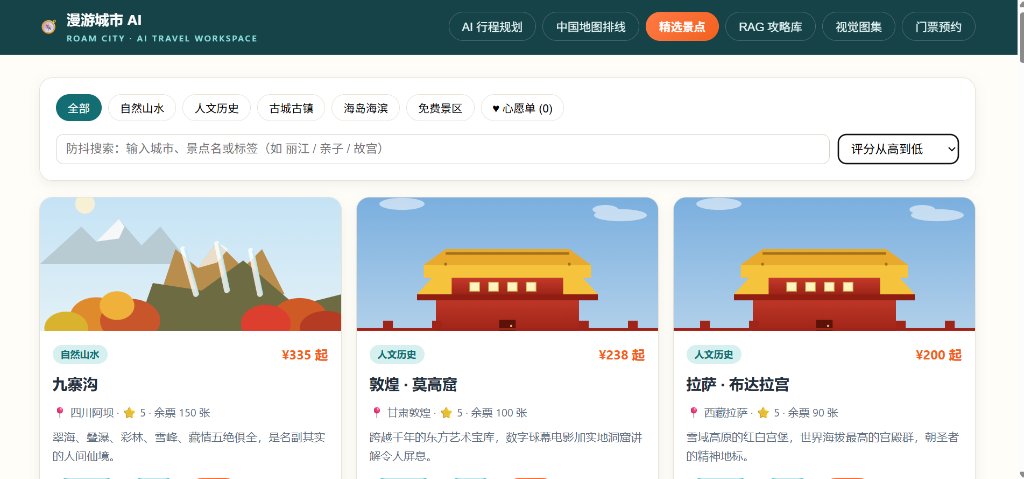 漫游城市 AI
ROAM CITY · AI TRAVEL WORKSPACE
AI 行程规划
中国地图排线
精选景点
RAG 攻略库
视觉图集
门票预约
全部
自然山水
人文历史
古城古镇
海岛海滨
免费景区
♥ 心愿单 (0)
防抖搜索：输入城市、景点名或标签（如 丽江 / 亲子 / 故宫）
评分从高到低
自然山水
¥335 起
九寨沟
📍 四川阿坝 · ⭐ 5 · 余票 150 张
翠海、叠瀑、彩林、雪峰、藏情五绝俱全，是名副其实
的人间仙境。
人文历史
¥238 起
敦煌 · 莫高窟
📍 甘肃敦煌 · ⭐ 5 · 余票 100 张
跨越千年的东方艺术宝库，数字球幕电影加实地洞窟讲
解令人屏息。
人文历史
¥200 起
拉萨 · 布达拉宫
📍 西藏拉萨 · ⭐ 5 · 余票 90 张
雪域高原的红白宫堡，世界海拔最高的宫殿群，朝圣者
的精神地标。